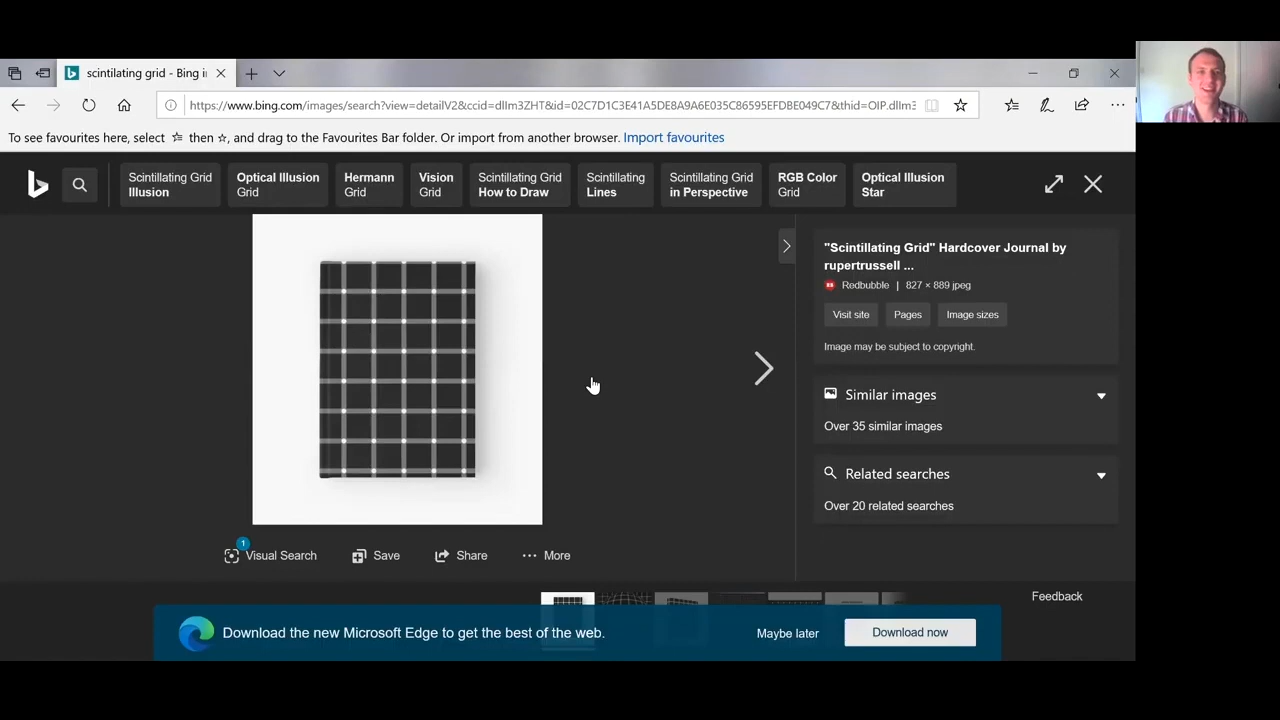 scintilating grid - Bing i
https://www.bing.com/images/search?view=detailV2&ccid=dlIm3ZHT&id=02C7D1C3E41A5DE8A9A6E035C86595EFDBE049C7&thid=OIP.dlIm3
To see favourites here, select then ☆, and drag to the Favourites Bar folder. Or import from another browser. Import favourites
Scintillating Grid Illusion
Optical Illusion Grid
Hermann Grid
Vision Grid
Scintillating Grid How to Draw
Scintillating Lines
Scintillating Grid in Perspective
RGB Color Grid
Optical Illusion Star
"Scintillating Grid" Hardcover Journal by
rupertrussell ...
Redbubble | 827 × 889 jpeg
Visit site Pages Image sizes
Image may be subject to copyright.
Similar images
Over 35 similar images
Related searches
Over 20 related searches
1
Visual Search Save Share ... More
Feedback
Download the new Microsoft Edge to get the best of the web. Maybe later Download now